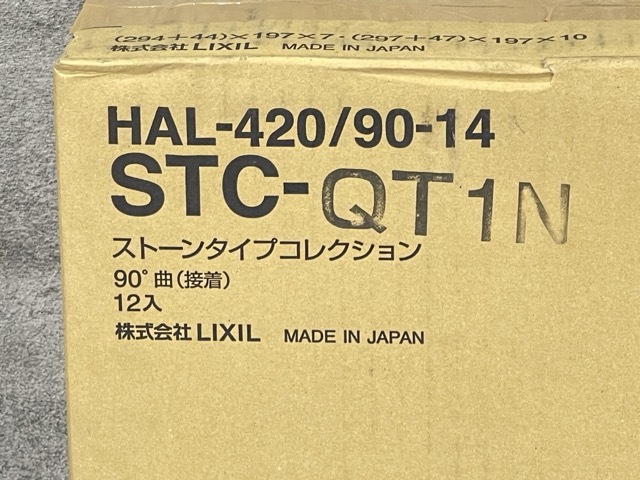 (294+44)×197×7・(297+47)×197×10
株式会社 LIXIL MADE IN JAPAN
HAL-420/90-14
STC-QT1N
ストーンタイプコレクション
90°曲(接着)
12入
株式会社 LIXIL MADE IN JAPAN